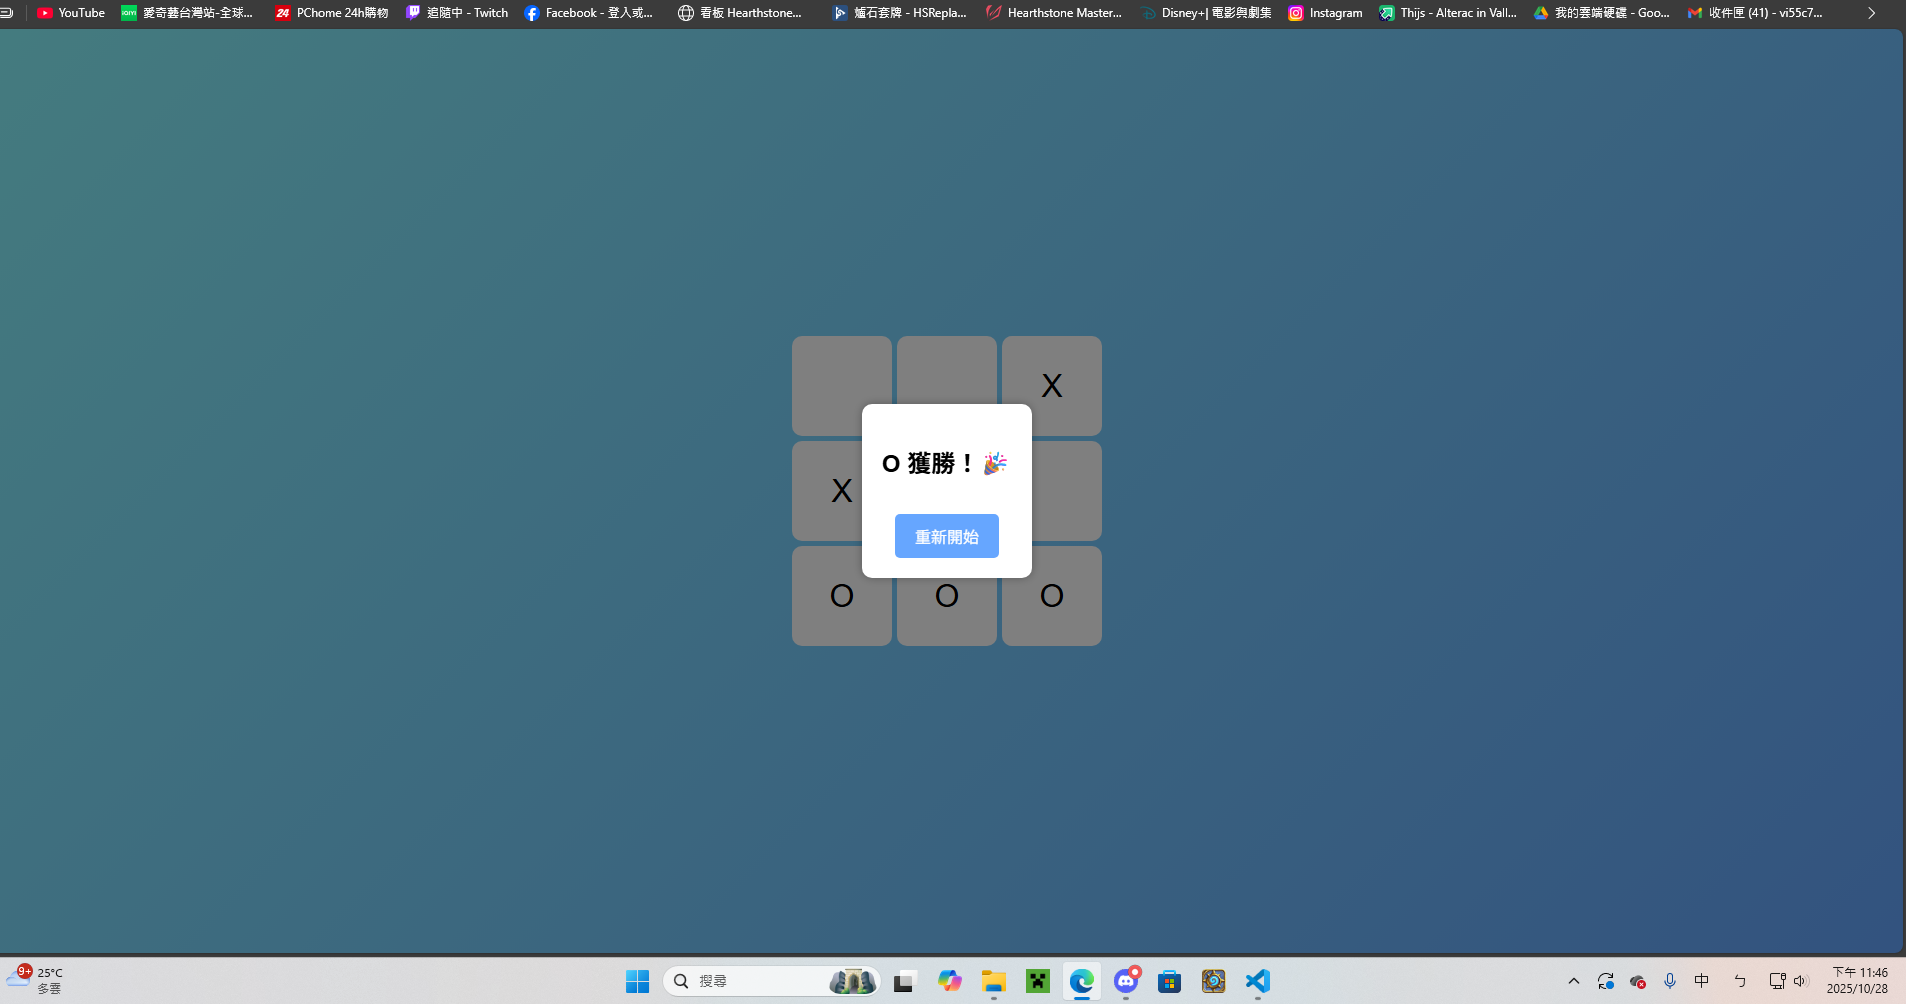 YouTube
愛奇藝台灣站-全球...
24 PChome 24h購物
追隨中 - Twitch
Facebook - 登入或...
看板 Hearthstone...
爐石套牌 - HSRepla...
Hearthstone Master...
Disney+| 電影與劇集
Instagram
Thijs - Alterac in Vall...
我的雲端硬碟 - Goo...
收件匣 (41) - vi55c7...
X
X
O 獲勝！🎉
重新開始
O O O
9+
25°C
多雲
搜尋
中
ㄅ
下午 11:46
2025/10/28